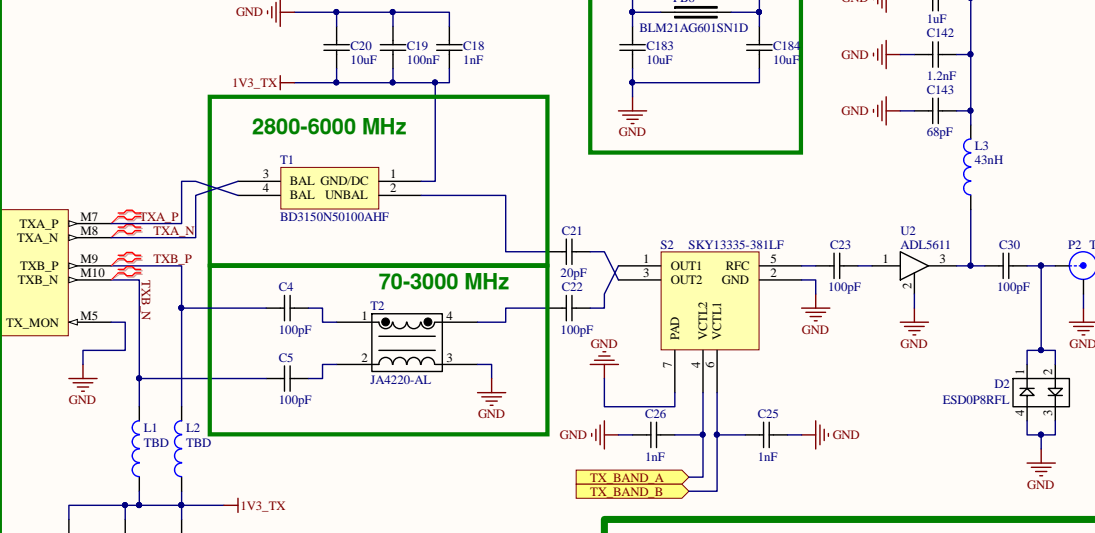 GND
C20
10uF
C19
100nF
C18
1nF
1V3_TX
BLM21AG601SN1D
C183
10uF
C184
10uF
GND
1uF
GND
C142
1.2nF
GND
C143
68pF
L3
43nH
2800-6000 MHz
T1
3 BAL GND/DC 1
4 BAL UNBAL 2
BD3150N50100AHF
TXA_P M7 TXA_P
TXA_N M8 TXA_N
TXB_P M9 TXB_P
TXB_N M10 TXB_N
TX_MON M5
GND
70-3000 MHz
C4
100pF
C5
100pF
T2
1 4
2 3
JA4220-AL
GND
C21
20pF
C22
100pF
S2 SKY13335-381LF
1 OUT1 RFC 5
3 OUT2 GND 2
PAD VCTL2 VCTL1
7 4 6
GND
GND
C23
100pF
U2
ADL5611
1 3
2
GND
C30
100pF
P2 T
GND
D2
ESD0P8RFL
1 2
4 3
GND
L1
TBD
L2
TBD
1V3_TX
GND
C26
1nF
C25
1nF
GND
TX_BAND_A
TX_BAND_B